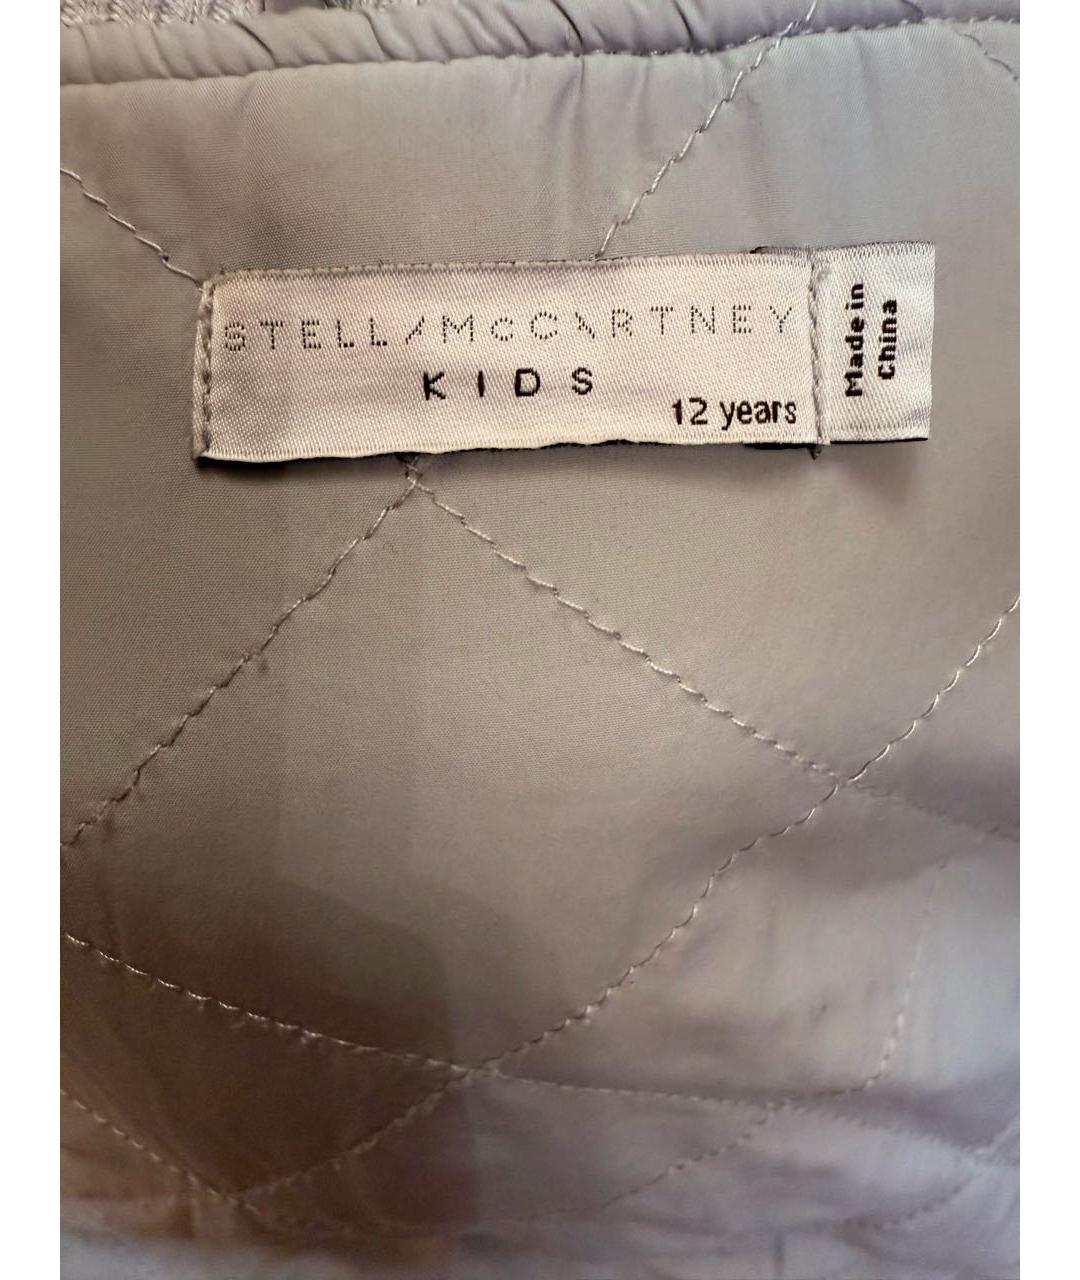 STELLA McCARTNEY
KIDS
12 years
Made in
China